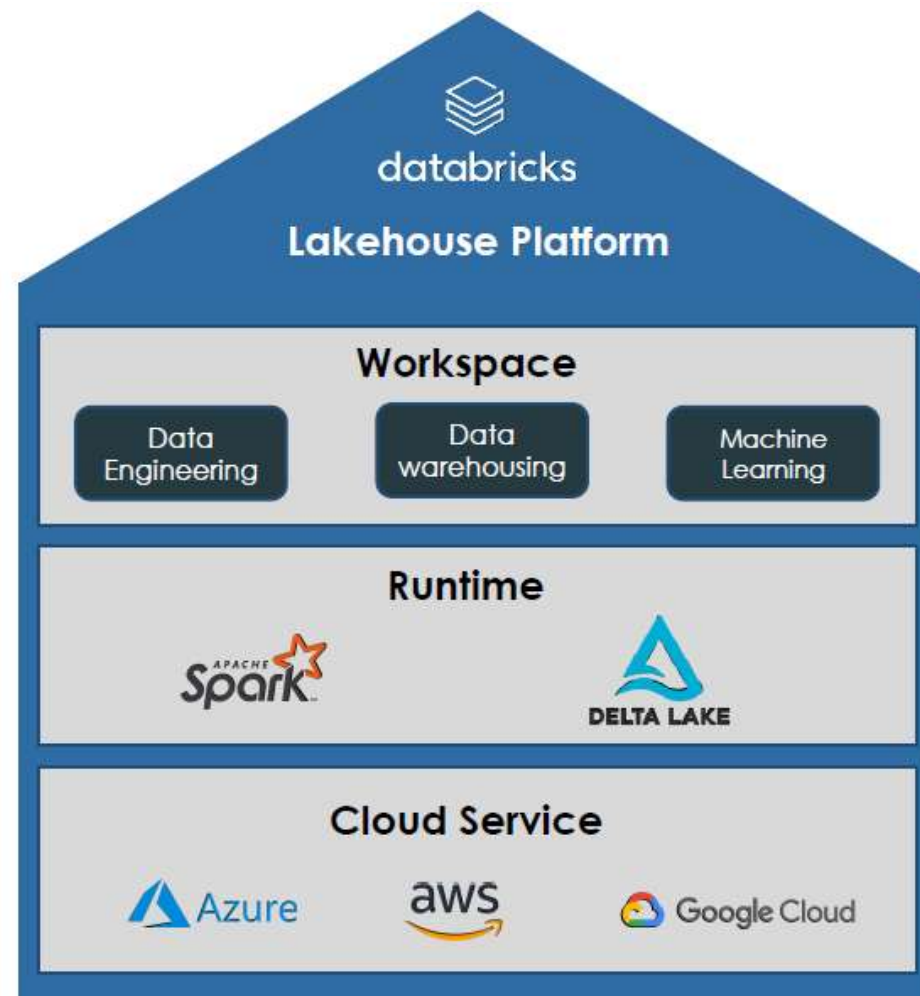 databricks
Lakehouse Platform
Workspace
Data
Engineering
Data
warehousing
Machine
Learning
Runtime
APACHE
Spark™
DELTA LAKE
Cloud Service
Azure
aws
Google Cloud